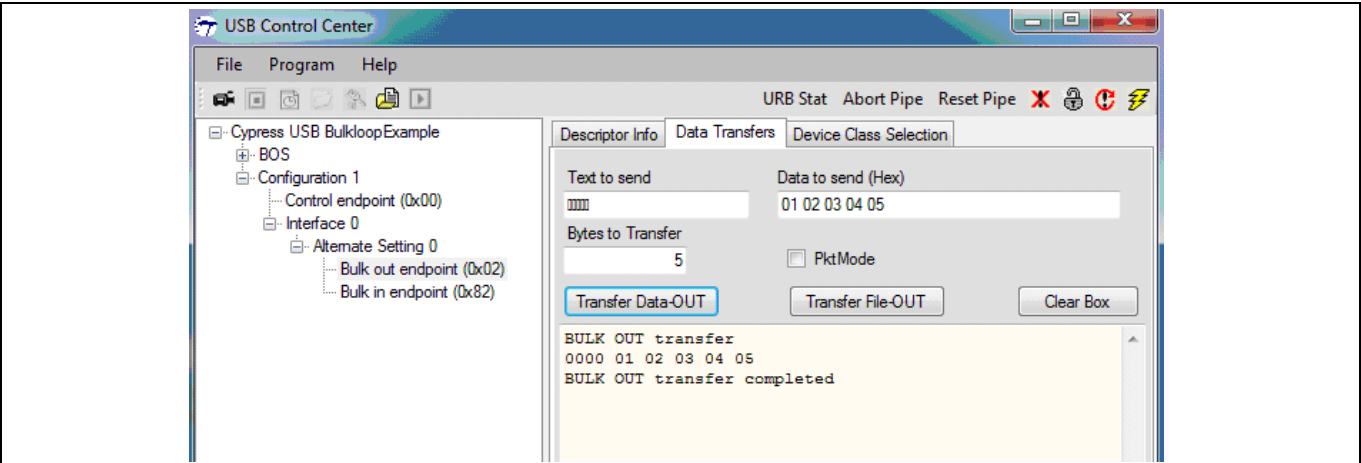 USB Control Center
File Program Help
URB Stat Abort Pipe Reset Pipe
Cypress USB BulkloopExample
BOS
Configuration 1
Control endpoint (0x00)
Interface 0
Alternate Setting 0
Bulk out endpoint (0x02)
Bulk in endpoint (0x82)
Descriptor Info Data Transfers Device Class Selection
Text to send Data to send (Hex)
01 02 03 04 05
Bytes to Transfer
5 PktMode
Transfer Data-OUT Transfer File-OUT Clear Box
BULK OUT transfer
0000 01 02 03 04 05
BULK OUT transfer completed